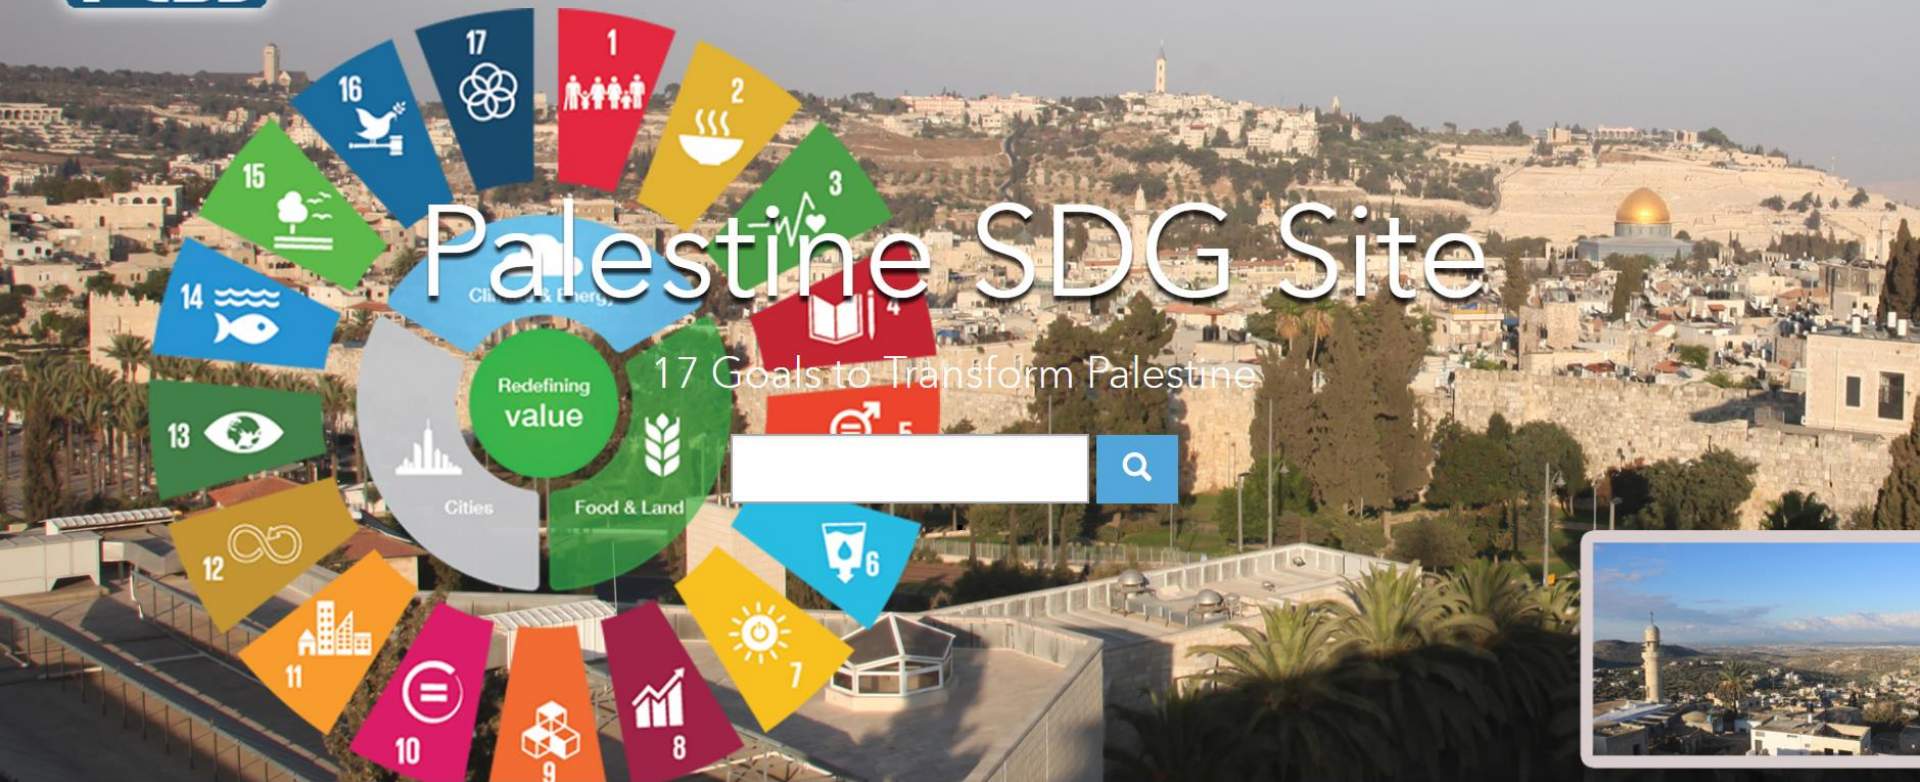 17
1
16
2
15
3
Palestine SDG Site
14
4
17 Goals to Transform Palestine
Redefining
value
13
5
Cities
Food & Land
12
6
11
7
10
8
9